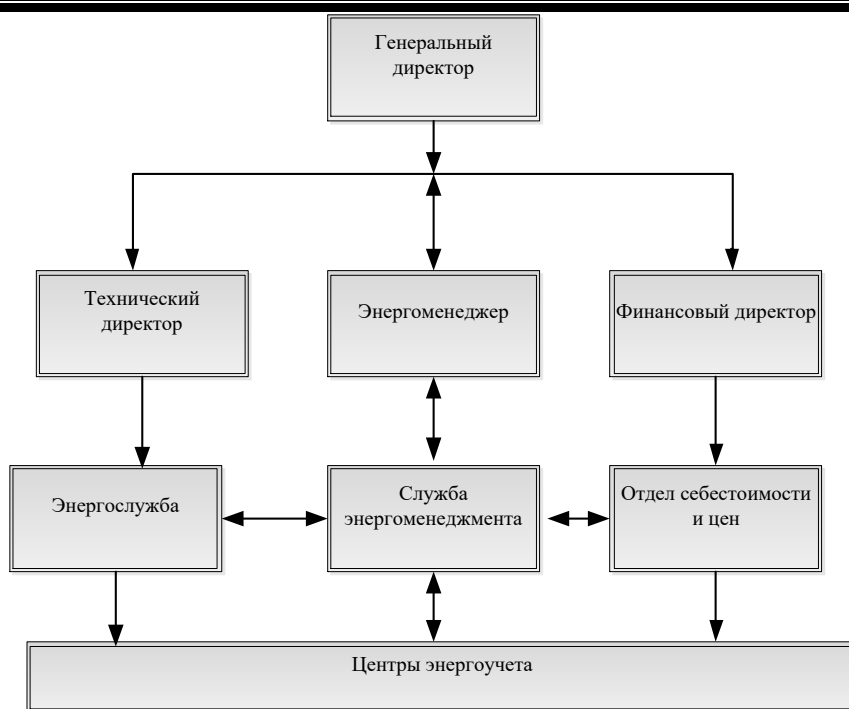 Генеральный
директор
Технический
директор
Энергоменеджер
Финансовый директор
Энергослужба
Служба
энергоменеджмента
Отдел себестоимости
и цен
Центры энергоучета